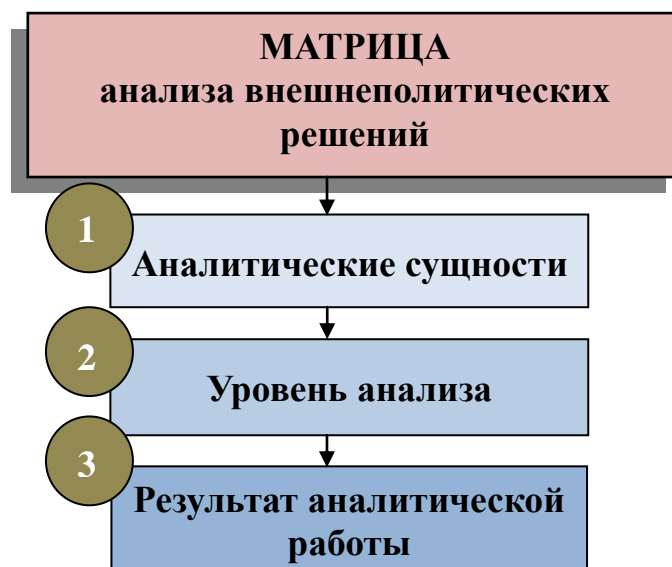 МАТРИЦА
анализа внешнеполитических
решений
1
Аналитические сущности
2
Уровень анализа
3
Результат аналитической
работы